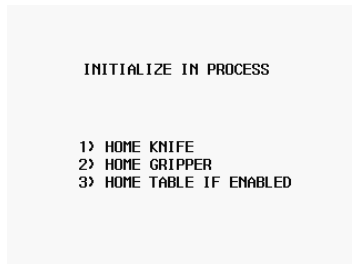 INITIALIZE IN PROCESS
1) HOME KNIFE
2) HOME GRIPPER
3) HOME TABLE IF ENABLED